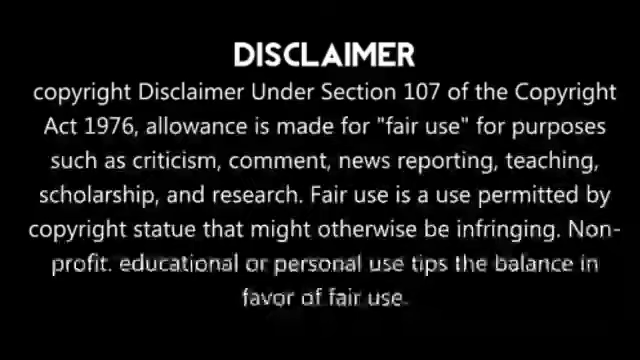 DISCLAIMER
copyright Disclaimer Under Section 107 of the Copyright
Act 1976, allowance is made for "fair use" for purposes
such as criticism, comment, news reporting, teaching,
scholarship, and research. Fair use is a use permitted by
copyright statue that might otherwise be infringing. Non-
profit. educational or personal use tips the balance in
favor of fair use.